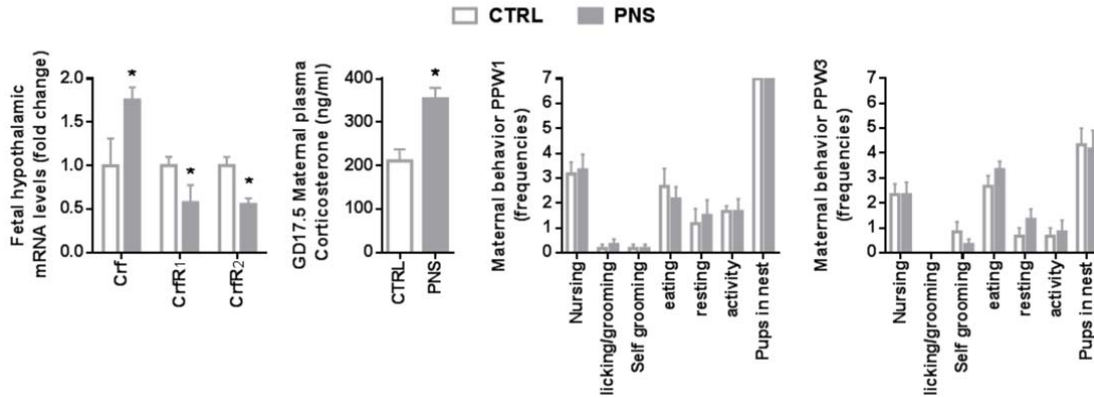 CTRL PNS
Fetal hypothalamic
mRNA levels (fold change)
2.0
1.5
1.0
0.5
0.0
*
*
*
Crf
CrfR1
CrfR2
GD17.5 Maternal plasma
Corticosterone (ng/ml)
400
300
200
100
0
*
CTRL
PNS
Maternal behavior PPW1
(frequencies)
7
6
5
4
3
2
1
0
Nursing
licking/grooming
Self grooming
eating
resting
activity
Pups in nest
Maternal behavior PPW3
(frequencies)
7
6
5
4
3
2
1
0
Nursing
licking/grooming
Self grooming
eating
resting
activity
Pups in nest